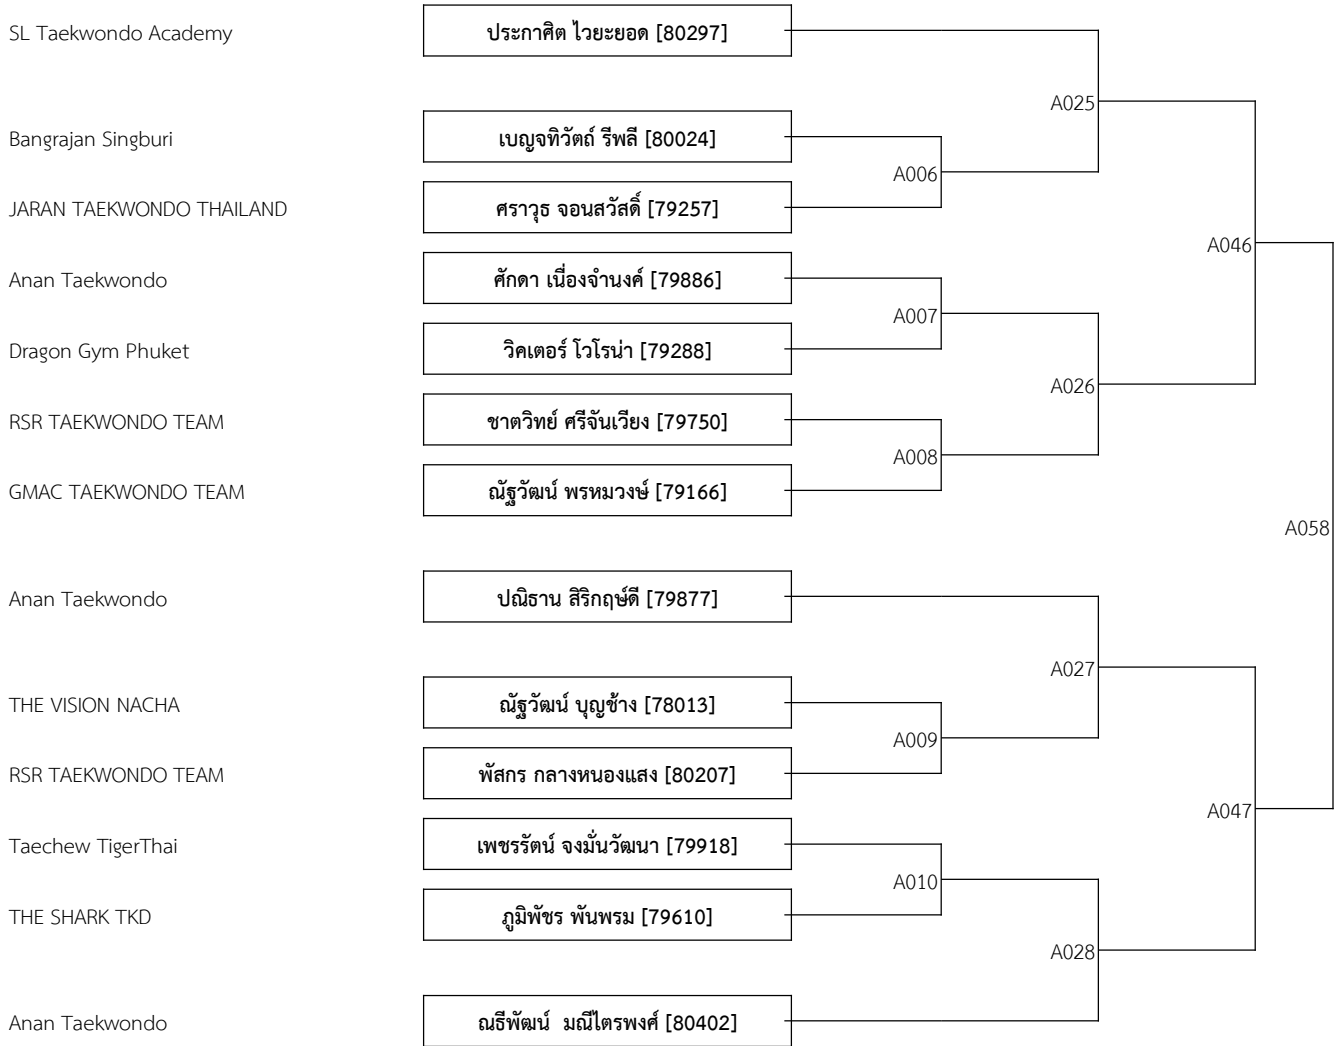 SL Taekwondo Academy ประกาศิต ไวยะยอด [80297]
A025
Bangrajan Singburi เบญจทิวัตถ์ รีพลี [80024]
A006
JARAN TAEKWONDO THAILAND ศราวุธ จอนสวัสดิ์ [79257]
A046
Anan Taekwondo ศักดา เนื่องจำนงค์ [79886]
A007
Dragon Gym Phuket วิคเตอร์ โวโรน่า [79288]
A026
RSR TAEKWONDO TEAM ชาตวิทย์ ศรีจันเวียง [79750]
A008
GMAC TAEKWONDO TEAM ณัฐวัฒน์ พรหมวงษ์ [79166]
A058
Anan Taekwondo ปณิธาน สิริกฤษ์ดี [79877]
A027
THE VISION NACHA ณัฐวัฒน์ บุญช้าง [78013]
A009
RSR TAEKWONDO TEAM พัสกร กลางหนองแสง [80207]
A047
Taechew TigerThai เพชรรัตน์ จงมั่นวัฒนา [79918]
A010
THE SHARK TKD ภูมิพัชร พันพรม [79610]
A028
Anan Taekwondo ณธีพัฒน์ มณีไตรพงศ์ [80402]